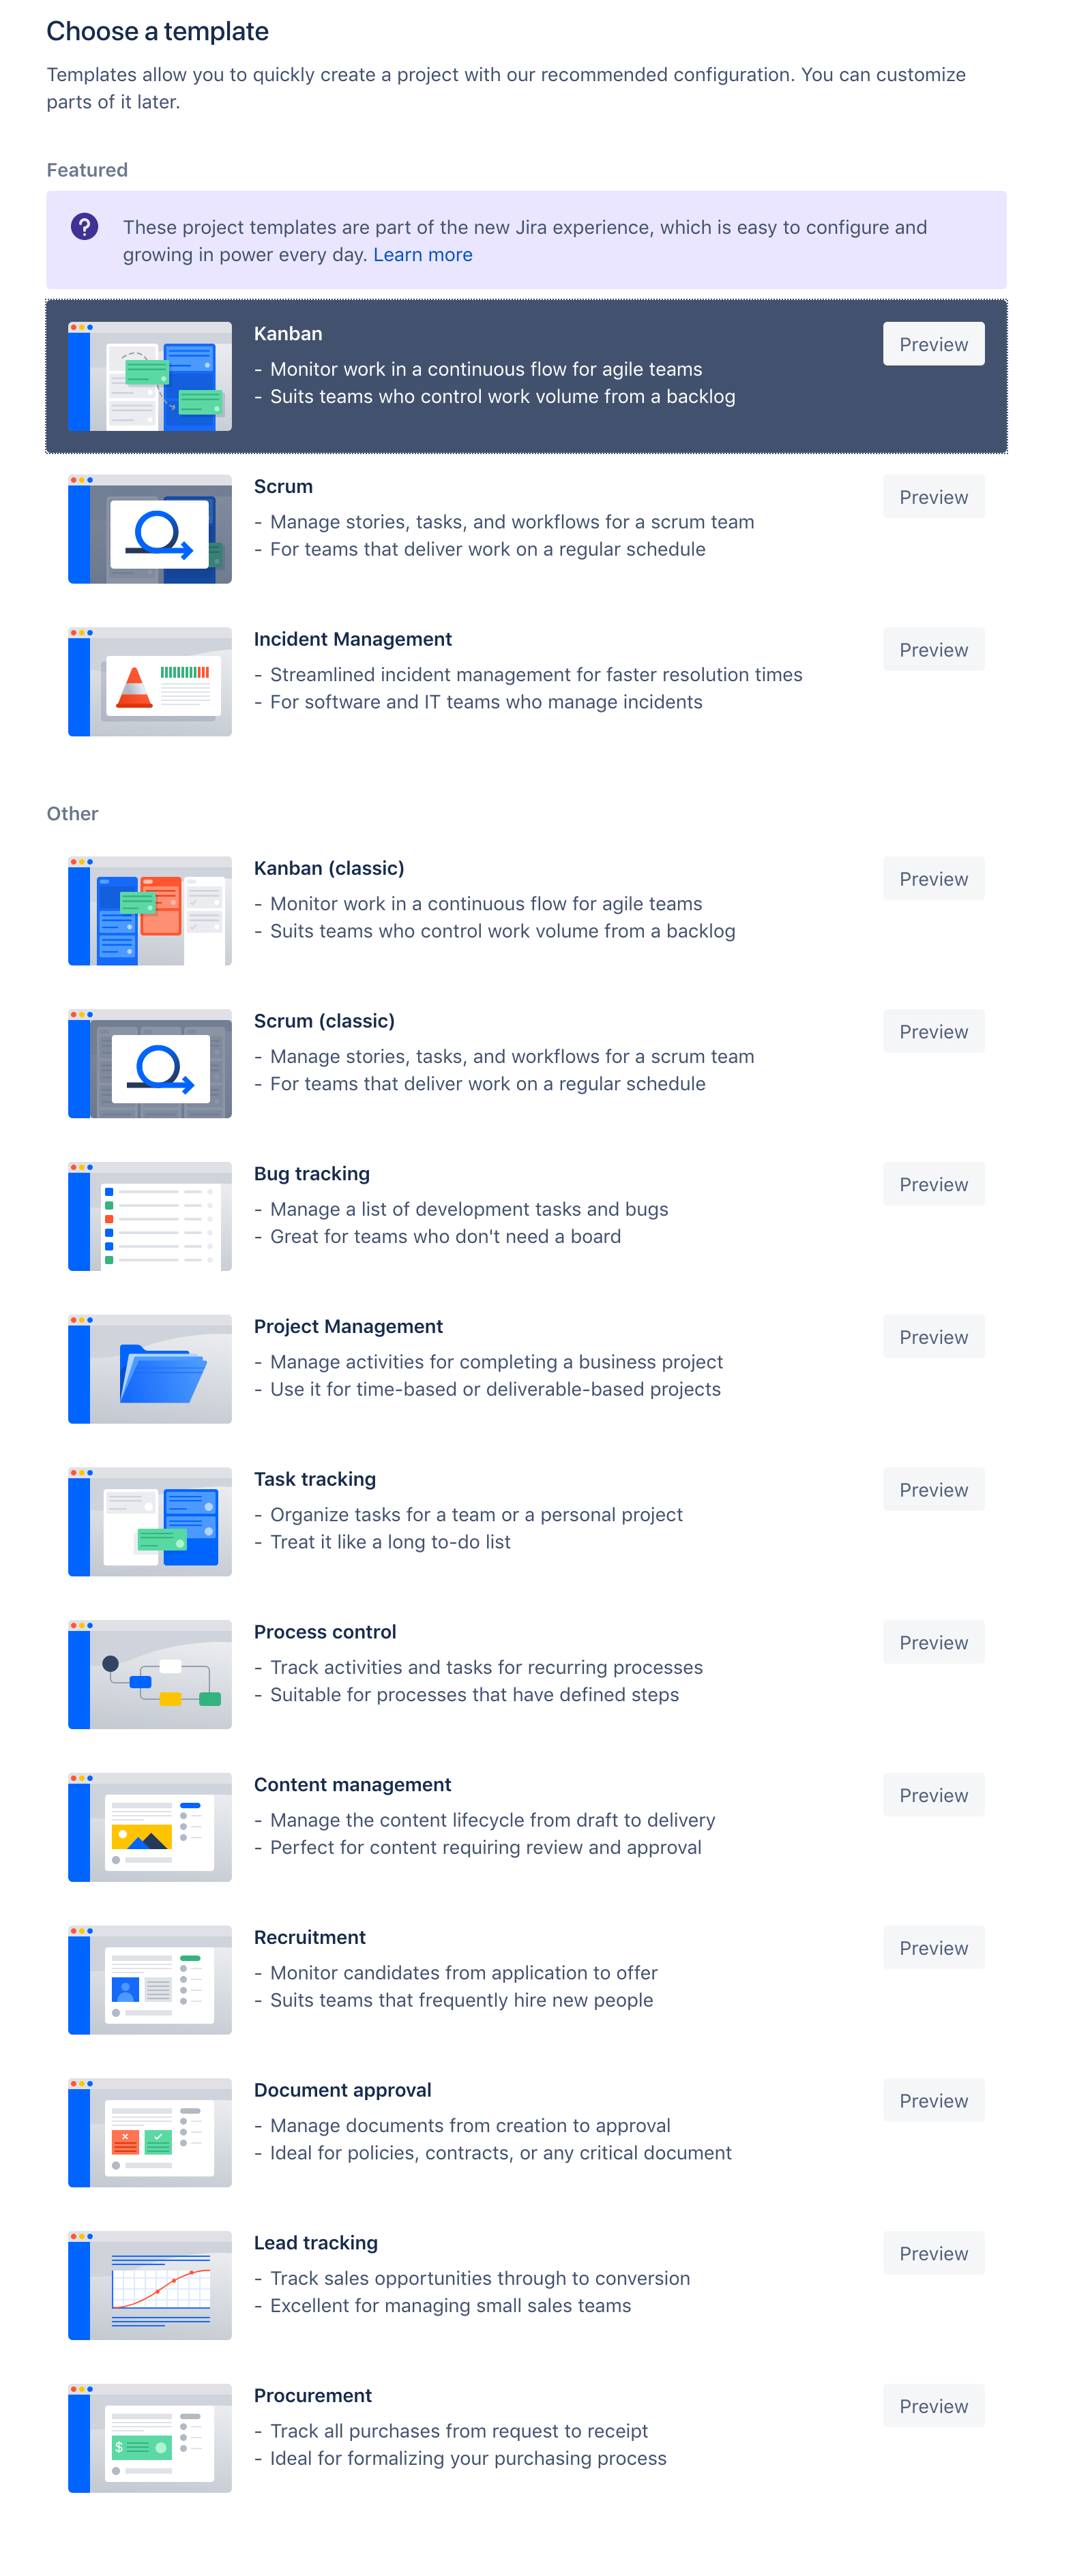 Choose a template
Templates allow you to quickly create a project with our recommended configuration. You can customize
parts of it later.
Featured
These project templates are part of the new Jira experience, which is easy to configure and
growing in power every day. Learn more
Kanban
Preview
- Monitor work in a continuous flow for agile teams
- Suits teams who control work volume from a backlog
Scrum
Preview
- Manage stories, tasks, and workflows for a scrum team
- For teams that deliver work on a regular schedule
Incident Management
Preview
- Streamlined incident management for faster resolution times
- For software and IT teams who manage incidents
Other
Kanban (classic)
Preview
- Monitor work in a continuous flow for agile teams
- Suits teams who control work volume from a backlog
Scrum (classic)
Preview
- Manage stories, tasks, and workflows for a scrum team
- For teams that deliver work on a regular schedule
Bug tracking
Preview
- Manage a list of development tasks and bugs
- Great for teams who don't need a board
Project Management
Preview
- Manage activities for completing a business project
- Use it for time-based or deliverable-based projects
Task tracking
Preview
- Organize tasks for a team or a personal project
- Treat it like a long to-do list
Process control
Preview
- Track activities and tasks for recurring processes
- Suitable for processes that have defined steps
Content management
Preview
- Manage the content lifecycle from draft to delivery
- Perfect for content requiring review and approval
Recruitment
Preview
- Monitor candidates from application to offer
- Suits teams that frequently hire new people
Document approval
Preview
- Manage documents from creation to approval
- Ideal for policies, contracts, or any critical document
Lead tracking
Preview
- Track sales opportunities through to conversion
- Excellent for managing small sales teams
Procurement
Preview
- Track all purchases from request to receipt
- Ideal for formalizing your purchasing process